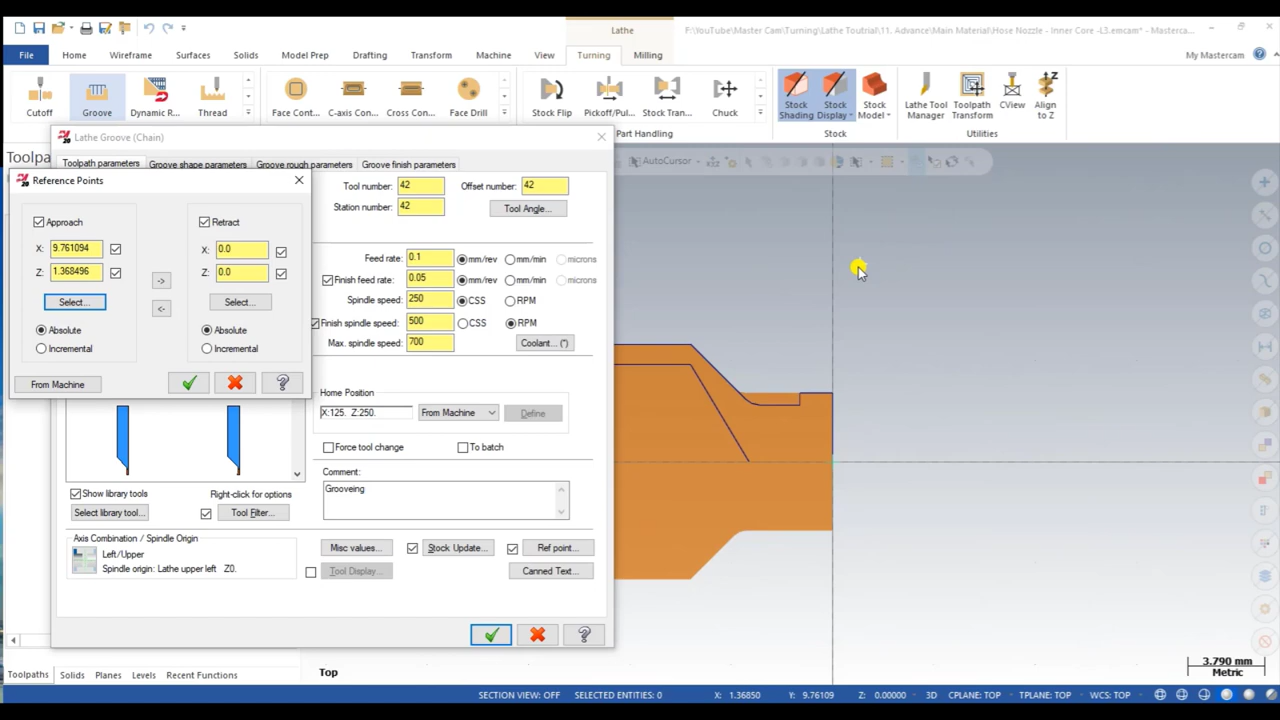 Lathe
F:\YouTube\Master Cam\Turning\Lathe Toutrial\11. Advance\Main Material\Hose Nozzle - Inner Core -L3.emcam* - Masterca...
File Home Wireframe Surfaces Solids Model Prep Drafting Transform Machine View Turning Milling My Mastercam
Cutoff Groove Dynamic R... Thread Face Cont... C-axis Con... Cross Con... Face Drill Stock Flip Pickoff/Pul... Stock Tran... Chuck Stock Shading Stock Display Stock Model Lathe Tool Manager Toolpath Transform CView Align to Z
Part Handling Stock Utilities
Lathe Groove (Chain)
Toolpath parameters Groove shape parameters Groove rough parameters Groove finish parameters
AutoCursor
Reference Points
Approach Retract
X: 9.761094 X: 0.0
Z: 1.368496 Z: 0.0
-> 
<-
Select... Select...
Absolute Absolute
Incremental Incremental
From Machine
Tool number: 42 Offset number: 42
Station number: 42 Tool Angle...
Feed rate: 0.1 mm/rev mm/min microns
Finish feed rate: 0.05 mm/rev mm/min microns
Spindle speed: 250 CSS RPM
Finish spindle speed: 500 CSS RPM
Max. spindle speed: 700 Coolant... (*)
Home Position
X:125. Z:250. From Machine Define
Force tool change To batch
Comment:
Grooveing
Show library tools Right-click for options
Select library tool... Tool Filter...
Axis Combination / Spindle Origin
Left/Upper
Spindle origin: Lathe upper left Z0.
Misc values... Stock Update... Ref point...
Tool Display... Canned Text...
Toolpaths Solids Planes Levels Recent Functions
Top
3.790 mm
Metric
SECTION VIEW: OFF SELECTED ENTITIES: 0 X: 1.36850 Y: 9.76109 Z: 0.00000 3D CPLANE: TOP TPLANE: TOP WCS: TOP